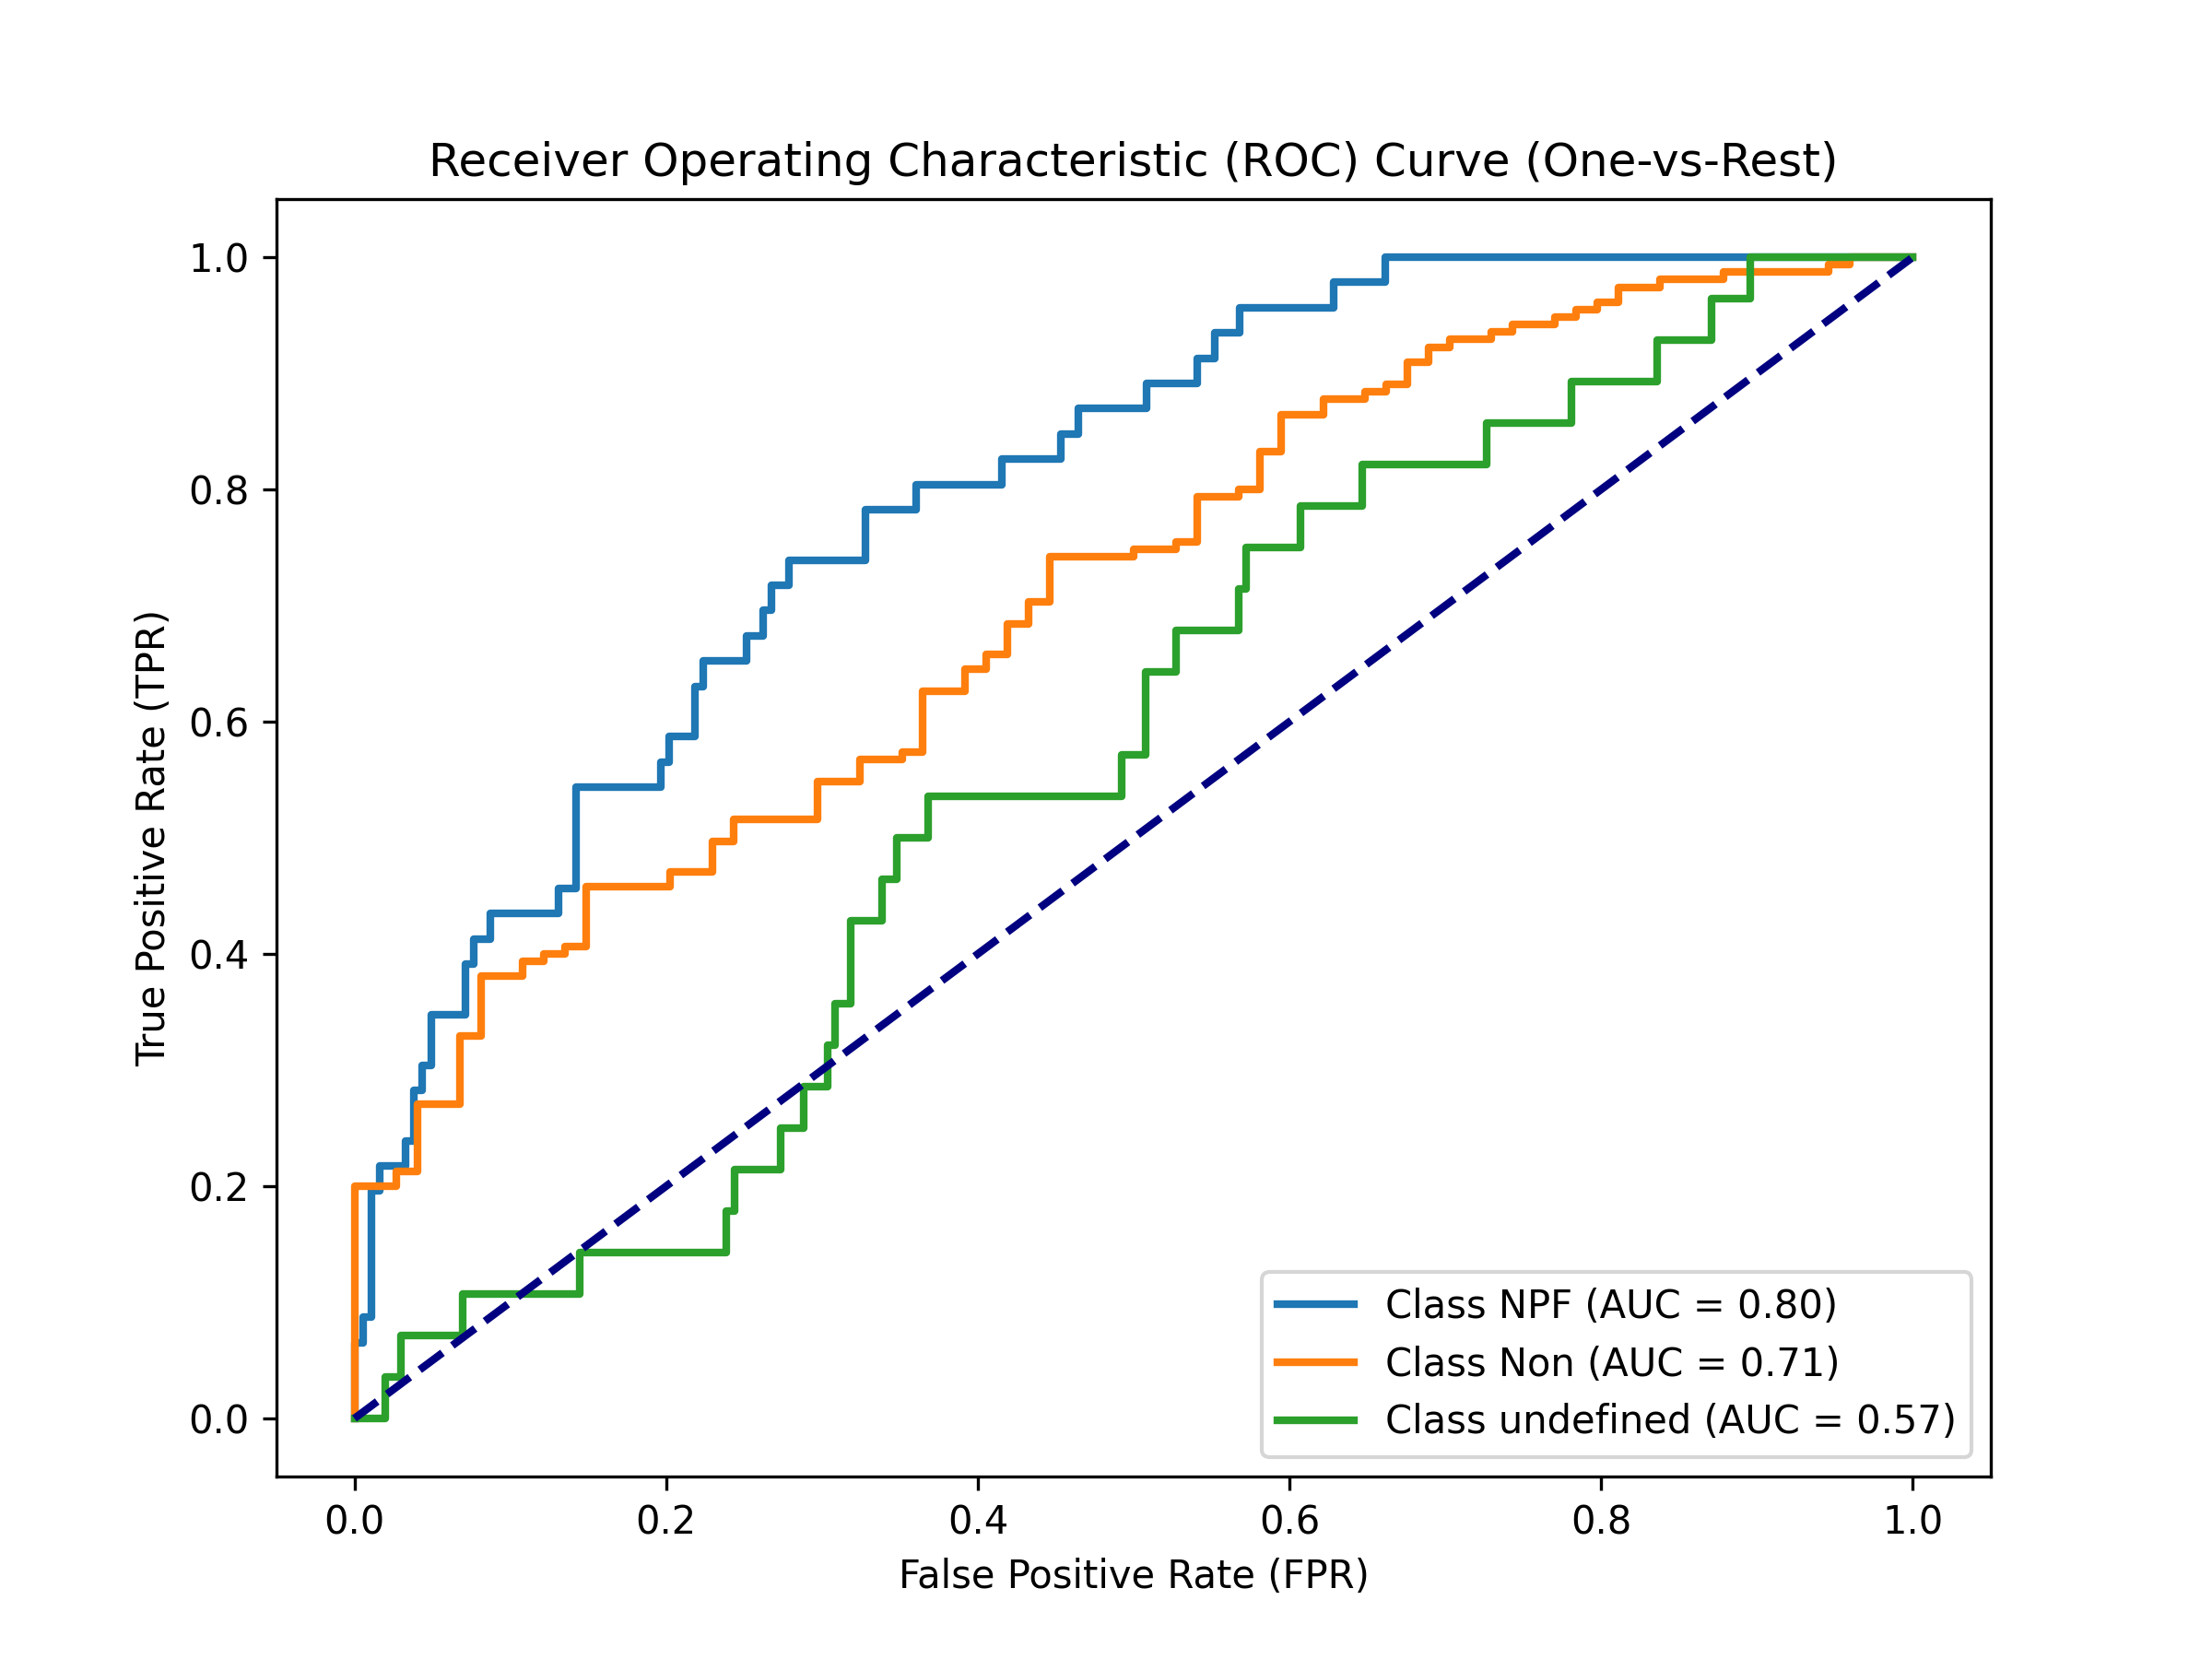 Receiver Operating Characteristic (ROC) Curve (One-vs-Rest)
1.0
0.8
0.6
0.4
0.2
0.0
True Positive Rate (TPR)
Class NPF (AUC = 0.80)
Class Non (AUC = 0.71)
Class undefined (AUC = 0.57)
0.0 0.2 0.4 0.6 0.8 1.0
False Positive Rate (FPR)